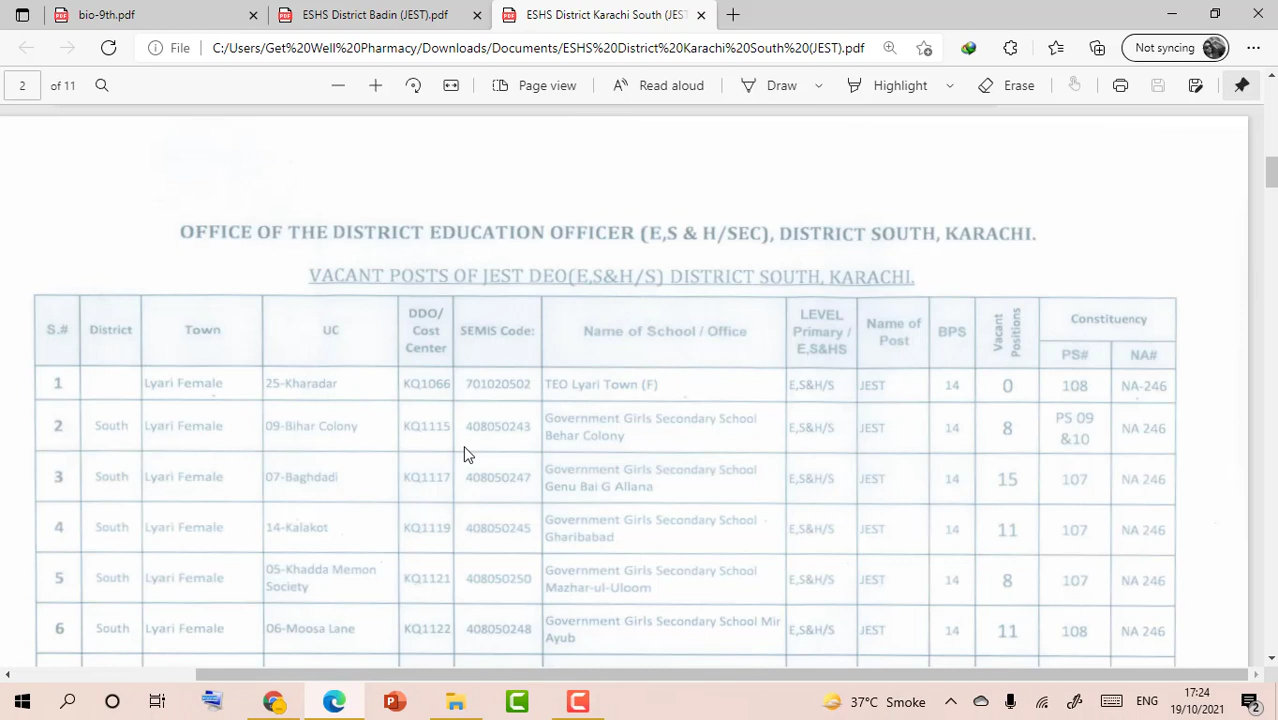 bio-9th.pdf
ESHS District Badin (JEST).pdf
ESHS District Karachi South (JEST
File C:/Users/Get%20Well%20Pharmacy/Downloads/Documents/ESHS%20District%20Karachi%20South%20(JEST).pdf Not syncing
2 of 11 Page view Read aloud Draw Highlight Erase
OFFICE OF THE DISTRICT EDUCATION OFFICER (E,S & H/SEC), DISTRICT SOUTH, KARACHI.
VACANT POSTS OF JEST DEO(E,S&H/S) DISTRICT SOUTH, KARACHI.
S.# District Town UC DDO/ Cost Center SEMIS Code: Name of School / Office LEVEL Primary / E,S&HS Name of Post BPS Vacant Positions Constituency
PS# NA#
1 Lyari Female 25-Kharadar KQ1066 701020502 TEO Lyari Town (F) E,S&H/S JEST 14 0 108 NA-246
2 South Lyari Female 09-Bihar Colony KQ1115 408050243 Government Girls Secondary School Behar Colony E,S&H/S JEST 14 8 PS 09 &10 NA 246
3 South Lyari Female 07-Baghdadi KQ1117 408050247 Government Girls Secondary School Genu Bai G Allana E,S&H/S JEST 14 15 107 NA 246
4 South Lyari Female 14-Kalakot KQ1119 408050245 Government Girls Secondary School Gharibabad E,S&H/S JEST 14 11 107 NA 246
5 South Lyari Female 05-Khadda Memon Society KQ1121 408050250 Government Girls Secondary School Mazhar-ul-Uloom E,S&H/S JEST 14 8 107 NA 246
6 South Lyari Female 06-Moosa Lane KQ1122 408050248 Government Girls Secondary School Mir Ayub E,S&H/S JEST 14 11 108 NA 246
37°C Smoke ENG 17:24
19/10/2021 2